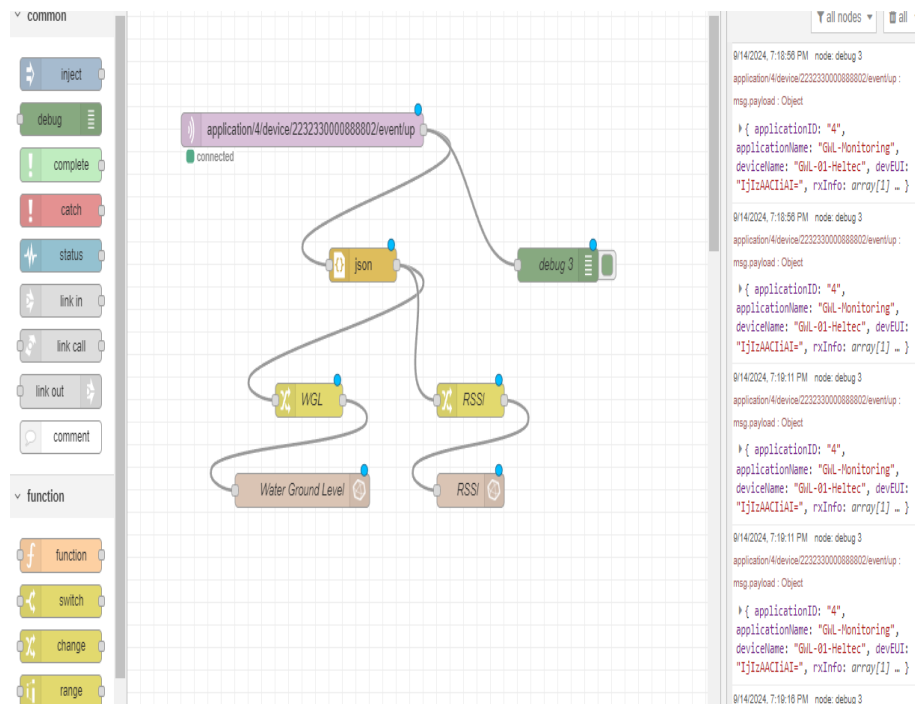 common
inject
debug
complete
catch
status
link in
link call
link out
comment
function
function
switch
change
range
application/4/device/2232330000888802/event/up
connected
json
debug 3
WGL
RSSI
Water Ground Level
RSSI
all nodes
all
9/14/2024, 7:18:56 PM node: debug 3
application/4/device/2232330000888802/event/up :
msg.payload : Object
{ applicationID: "4",
applicationName: "GWL-Monitoring",
deviceName: "GWL-01-Heltec", devEUI:
"IjIzAACIiAI=", rxInfo: array[1] … }
9/14/2024, 7:18:56 PM node: debug 3
application/4/device/2232330000888802/event/up :
msg.payload : Object
{ applicationID: "4",
applicationName: "GWL-Monitoring",
deviceName: "GWL-01-Heltec", devEUI:
"IjIzAACIiAI=", rxInfo: array[1] … }
9/14/2024, 7:19:11 PM node: debug 3
application/4/device/2232330000888802/event/up :
msg.payload : Object
{ applicationID: "4",
applicationName: "GWL-Monitoring",
deviceName: "GWL-01-Heltec", devEUI:
"IjIzAACIiAI=", rxInfo: array[1] … }
9/14/2024, 7:19:11 PM node: debug 3
application/4/device/2232330000888802/event/up :
msg.payload : Object
{ applicationID: "4",
applicationName: "GWL-Monitoring",
deviceName: "GWL-01-Heltec", devEUI:
"IjIzAACIiAI=", rxInfo: array[1] … }
9/14/2024, 7:19:16 PM node: debug 3